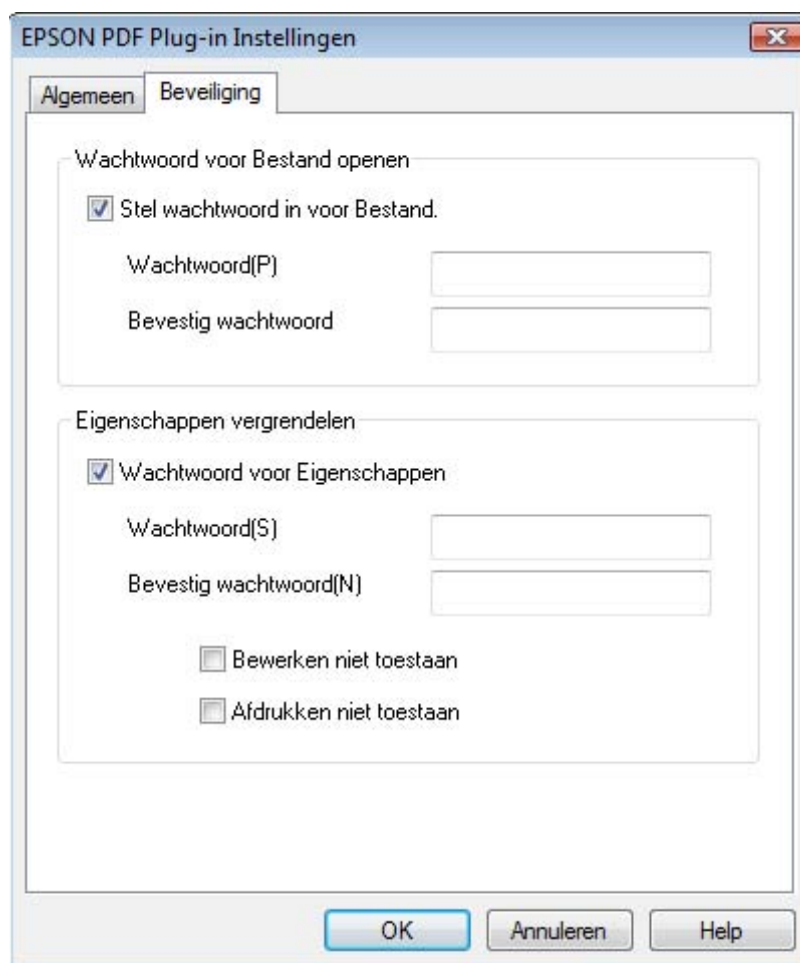 EPSON PDF Plug-in Instellingen
Algemeen Beveiliging
Wachtwoord voor Bestand openen
Stel wachtwoord in voor Bestand.
Wachtwoord(P)
Bevestig wachtwoord
Eigenschappen vergrendelen
Wachtwoord voor Eigenschappen
Wachtwoord(S)
Bevestig wachtwoord(N)
Bewerken niet toestaan
Afdrukken niet toestaan
OK Annuleren Help